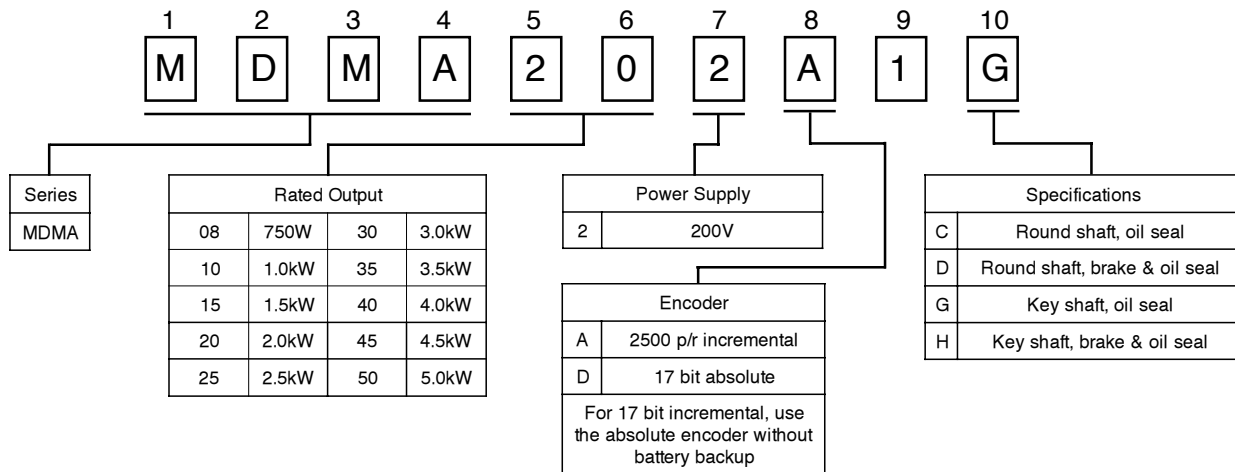 1 2 3 4 5 6 7 8 9 10
M D M A 2 0 2 A 1 G
Series
MDMA
Rated Output
08 750W 30 3.0kW
10 1.0kW 35 3.5kW
15 1.5kW 40 4.0kW
20 2.0kW 45 4.5kW
25 2.5kW 50 5.0kW
Power Supply
2 200V
Encoder
A 2500 p/r incremental
D 17 bit absolute
For 17 bit incremental, use
the absolute encoder without
battery backup
Specifications
C Round shaft, oil seal
D Round shaft, brake & oil seal
G Key shaft, oil seal
H Key shaft, brake & oil seal